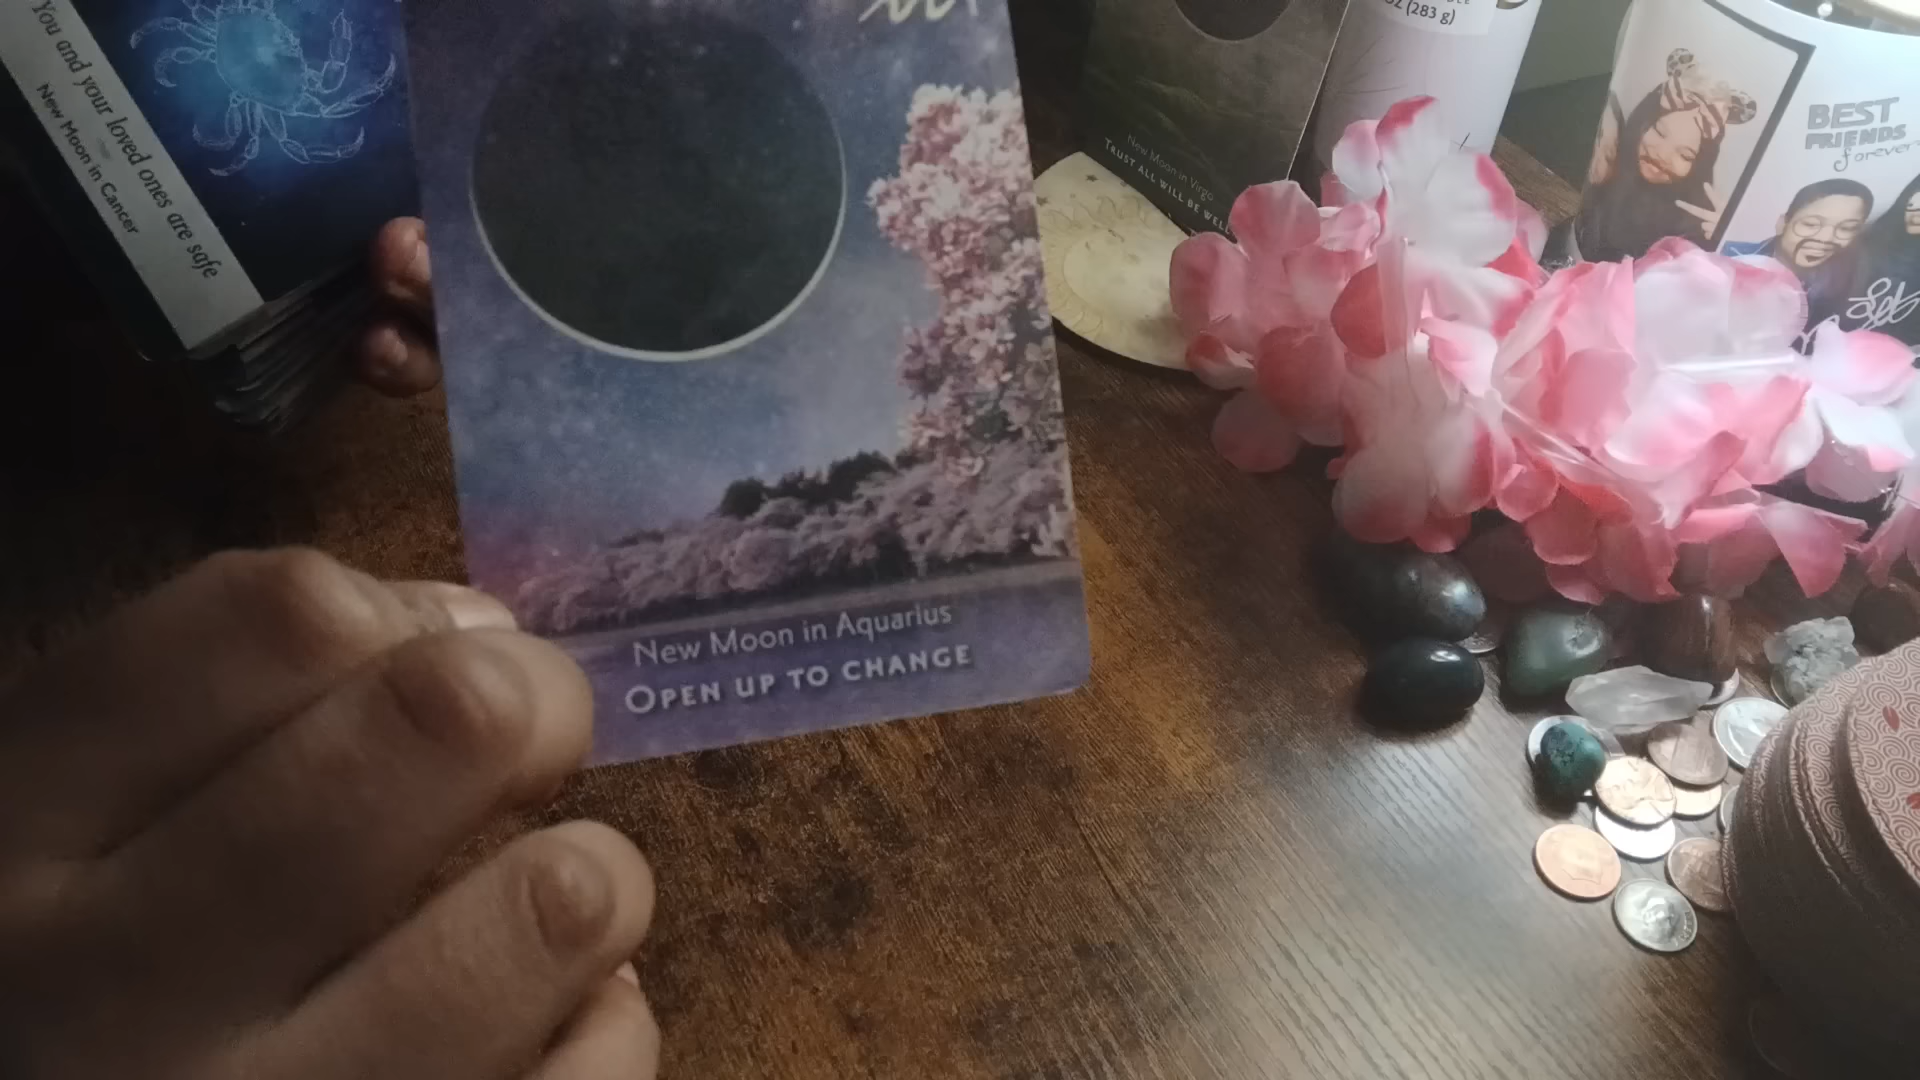 You and your loved ones are safe
New Moon in Cancer
New Moon in Aquarius
OPEN UP TO CHANGE
New Moon in Virgo
TRUST ALL WILL BE WELL
(283 g)
BEST
FRIENDS
forever